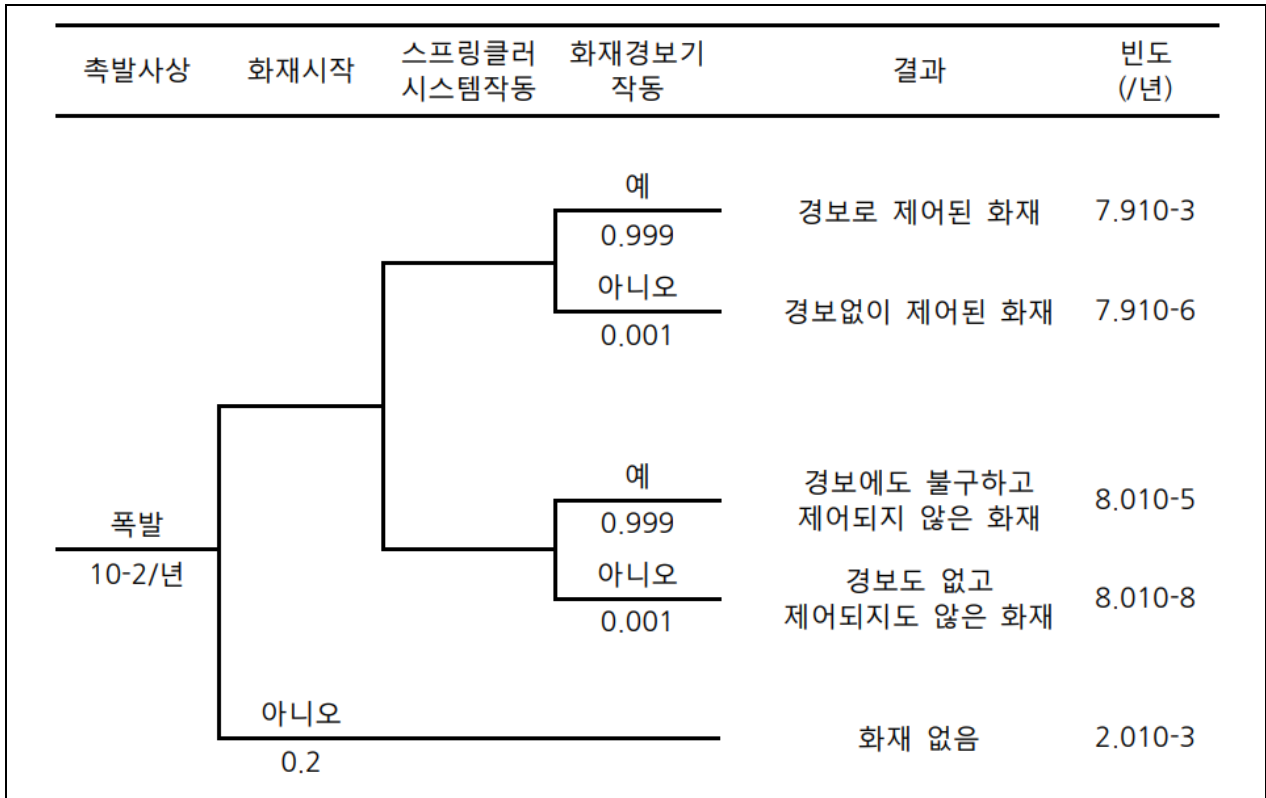 촉발사상 화재시작 스프링클러 시스템작동 화재경보기 작동 결과 빈도 (/년)
예
0.999
경보로 제어된 화재 7.910-3
아니오
0.001
경보없이 제어된 화재 7.910-6
예
0.999
경보에도 불구하고
제어되지 않은 화재
8.010-5
폭발
10-2/년
아니오
0.001
경보도 없고
제어되지도 않은 화재
8.010-8
아니오
0.2
화재 없음 2.010-3